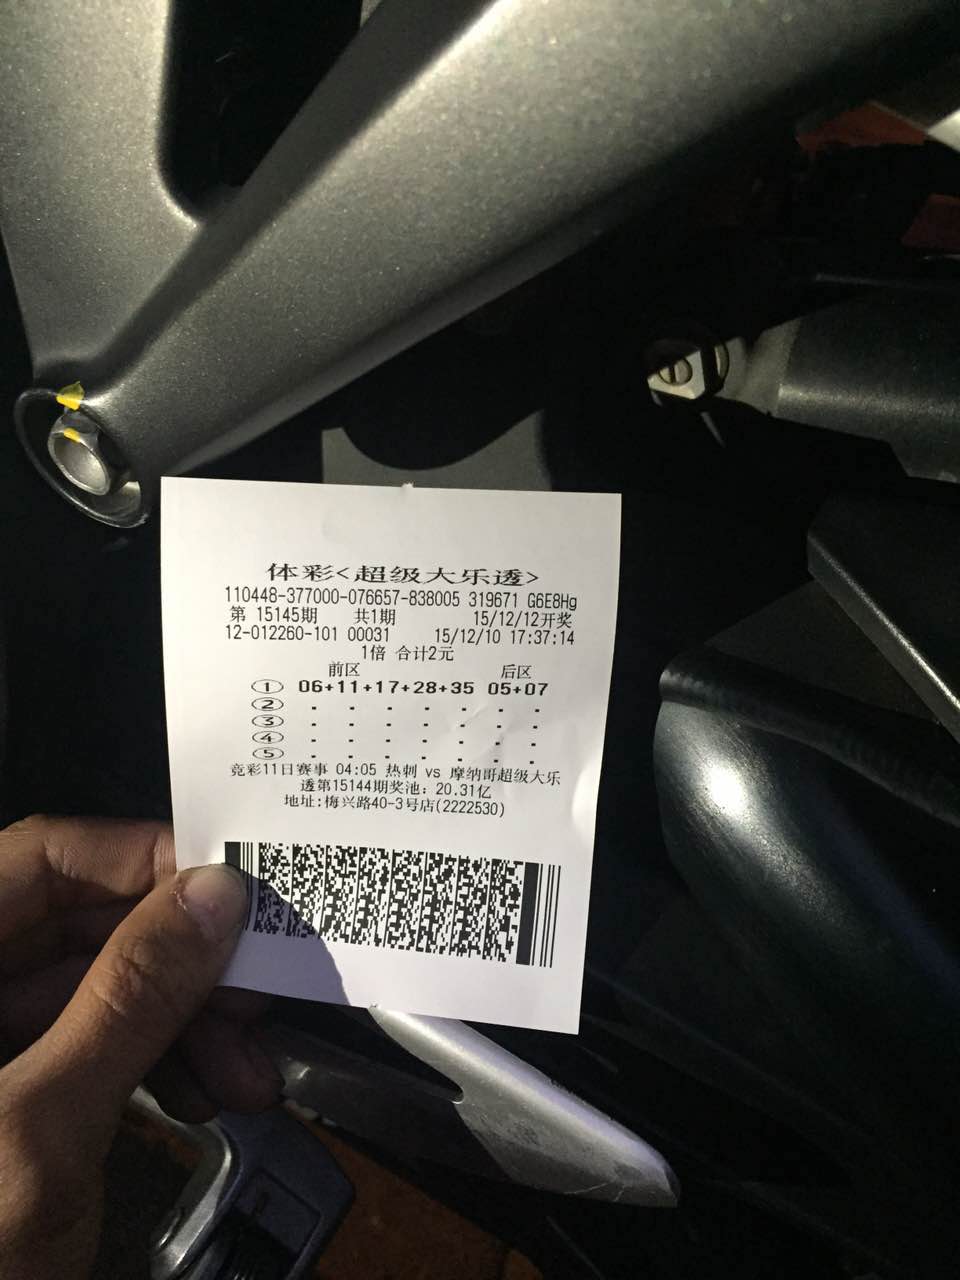 体彩<超级大乐透>
110448-377000-076657-838005 319671 G6E8Hg
第 15145期 共1期 15/12/12开奖
12-012260-101 00031 15/12/10 17:37:14
1倍 合计2元
前区 后区
① 06+11+17+28+35 05+07
② . . . . . . .
③ . . . . . . .
④ . . . . . . .
⑤ . . . . . . .
竞彩11日赛事 04:05 热刺 vs 摩纳哥超级大乐
透第15144期奖池: 20.31亿
地址:梅兴路40-3号店(2222530)